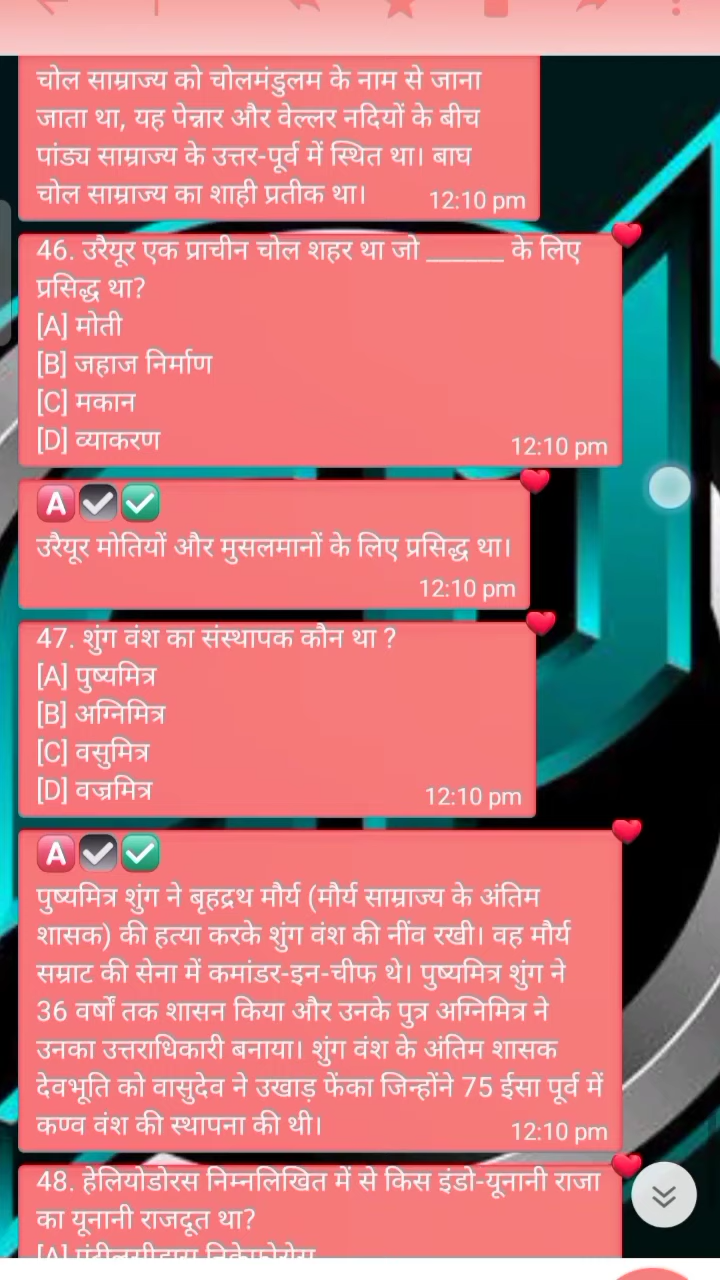 चोल साम्राज्य को चोलमंडुलम के नाम से जाना
जाता था, यह पेन्नार और वेल्लर नदियों के बीच
पांड्य साम्राज्य के उत्तर-पूर्व में स्थित था। बाघ
चोल साम्राज्य का शाही प्रतीक था।
12:10 pm
46. उरैयूर एक प्राचीन चोल शहर था जो ______ के लिए
प्रसिद्ध था?
[A] मोती
[B] जहाज निर्माण
[C] मकान
[D] व्याकरण
12:10 pm
A
उरैयूर मोतियों और मुसलमानों के लिए प्रसिद्ध था।
12:10 pm
47. शुंग वंश का संस्थापक कौन था ?
[A] पुष्यमित्र
[B] अग्निमित्र
[C] वसुमित्र
[D] वज्रमित्र
12:10 pm
A
पुष्यमित्र शुंग ने बृहद्रथ मौर्य (मौर्य साम्राज्य के अंतिम
शासक) की हत्या करके शुंग वंश की नींव रखी। वह मौर्य
सम्राट की सेना में कमांडर-इन-चीफ थे। पुष्यमित्र शुंग ने
36 वर्षों तक शासन किया और उनके पुत्र अग्निमित्र ने
उनका उत्तराधिकारी बनाया। शुंग वंश के अंतिम शासक
देवभूति को वासुदेव ने उखाड़ फेंका जिन्होंने 75 ईसा पूर्व में
कण्व वंश की स्थापना की थी।
12:10 pm
48. हेलियोडोरस निम्नलिखित में से किस इंडो-यूनानी राजा
का यूनानी राजदूत था?
[A]